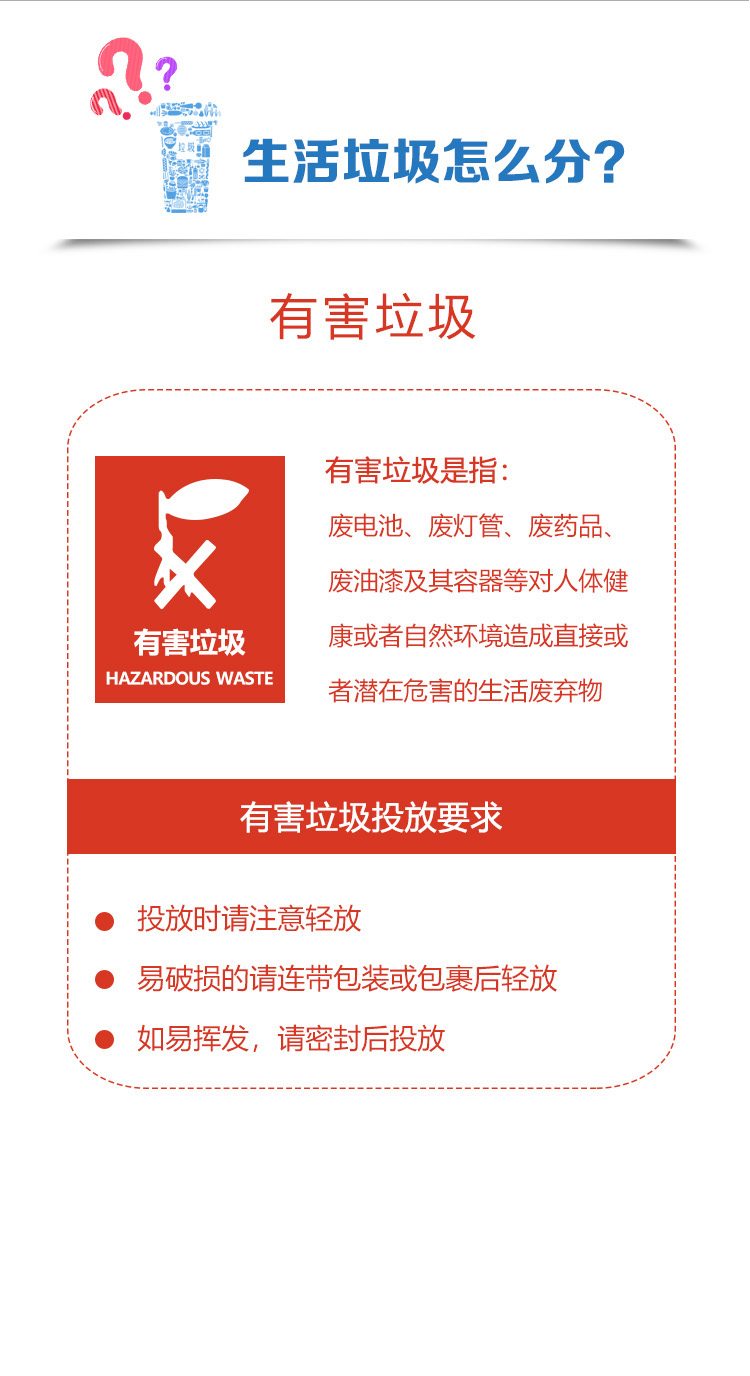 垃圾
生活垃圾怎么分?
有害垃圾
有害垃圾
HAZARDOUS WASTE
有害垃圾是指:
废电池、废灯管、废药品、
废油漆及其容器等对人体健
康或者自然环境造成直接或
者潜在危害的生活废弃物
有害垃圾投放要求
投放时请注意轻放
易破损的请连带包装或包裹后轻放
如易挥发，请密封后投放